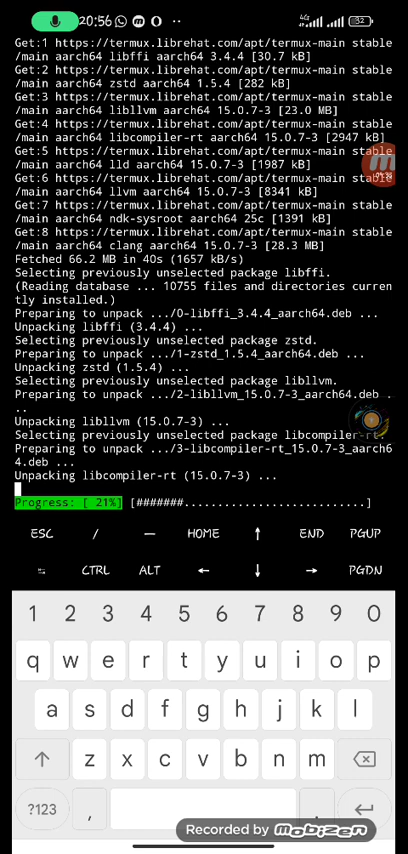 20:56
4G
32
Get:1 https://termux.librehat.com/apt/termux-main stable
/main aarch64 libffi aarch64 3.4.4 [30.7 kB]
Get:2 https://termux.librehat.com/apt/termux-main stable
/main aarch64 zstd aarch64 1.5.4 [282 kB]
Get:3 https://termux.librehat.com/apt/termux-main stable
/main aarch64 libllvm aarch64 15.0.7-3 [23.0 MB]
Get:4 https://termux.librehat.com/apt/termux-main stable
/main aarch64 libcompiler-rt aarch64 15.0.7-3 [2947 kB]
Get:5 https://termux.librehat.com/apt/termux-main stable
/main aarch64 lld aarch64 15.0.7-3 [1987 kB]
Get:6 https://termux.librehat.com/apt/termux-main stable
/main aarch64 llvm aarch64 15.0.7-3 [8341 kB]
Get:7 https://termux.librehat.com/apt/termux-main stable
/main aarch64 ndk-sysroot aarch64 25c [1391 kB]
Get:8 https://termux.librehat.com/apt/termux-main stable
/main aarch64 clang aarch64 15.0.7-3 [28.3 MB]
Fetched 66.2 MB in 40s (1657 kB/s)
Selecting previously unselected package libffi.
(Reading database ... 10755 files and directories curren
tly installed.)
Preparing to unpack .../0-libffi_3.4.4_aarch64.deb ...
Unpacking libffi (3.4.4) ...
Selecting previously unselected package zstd.
Preparing to unpack .../1-zstd_1.5.4_aarch64.deb ...
Unpacking zstd (1.5.4) ...
Selecting previously unselected package libllvm.
Preparing to unpack .../2-libllvm_15.0.7-3_aarch64.deb .
..
Unpacking libllvm (15.0.7-3) ...
Selecting previously unselected package libcompiler-rt.
Preparing to unpack .../3-libcompiler-rt_15.0.7-3_aarch6
4.deb ...
Unpacking libcompiler-rt (15.0.7-3) ...
Progress: [ 21%] [#######...........................]
ESC / — HOME ↑ END PGUP
CTRL ALT ← ↓ → PGDN
1 2 3 4 5 6 7 8 9 0
q w e r t y u i o p
a s d f g h j k l
z x c v b n m
?123 , .
Recorded by mobizen